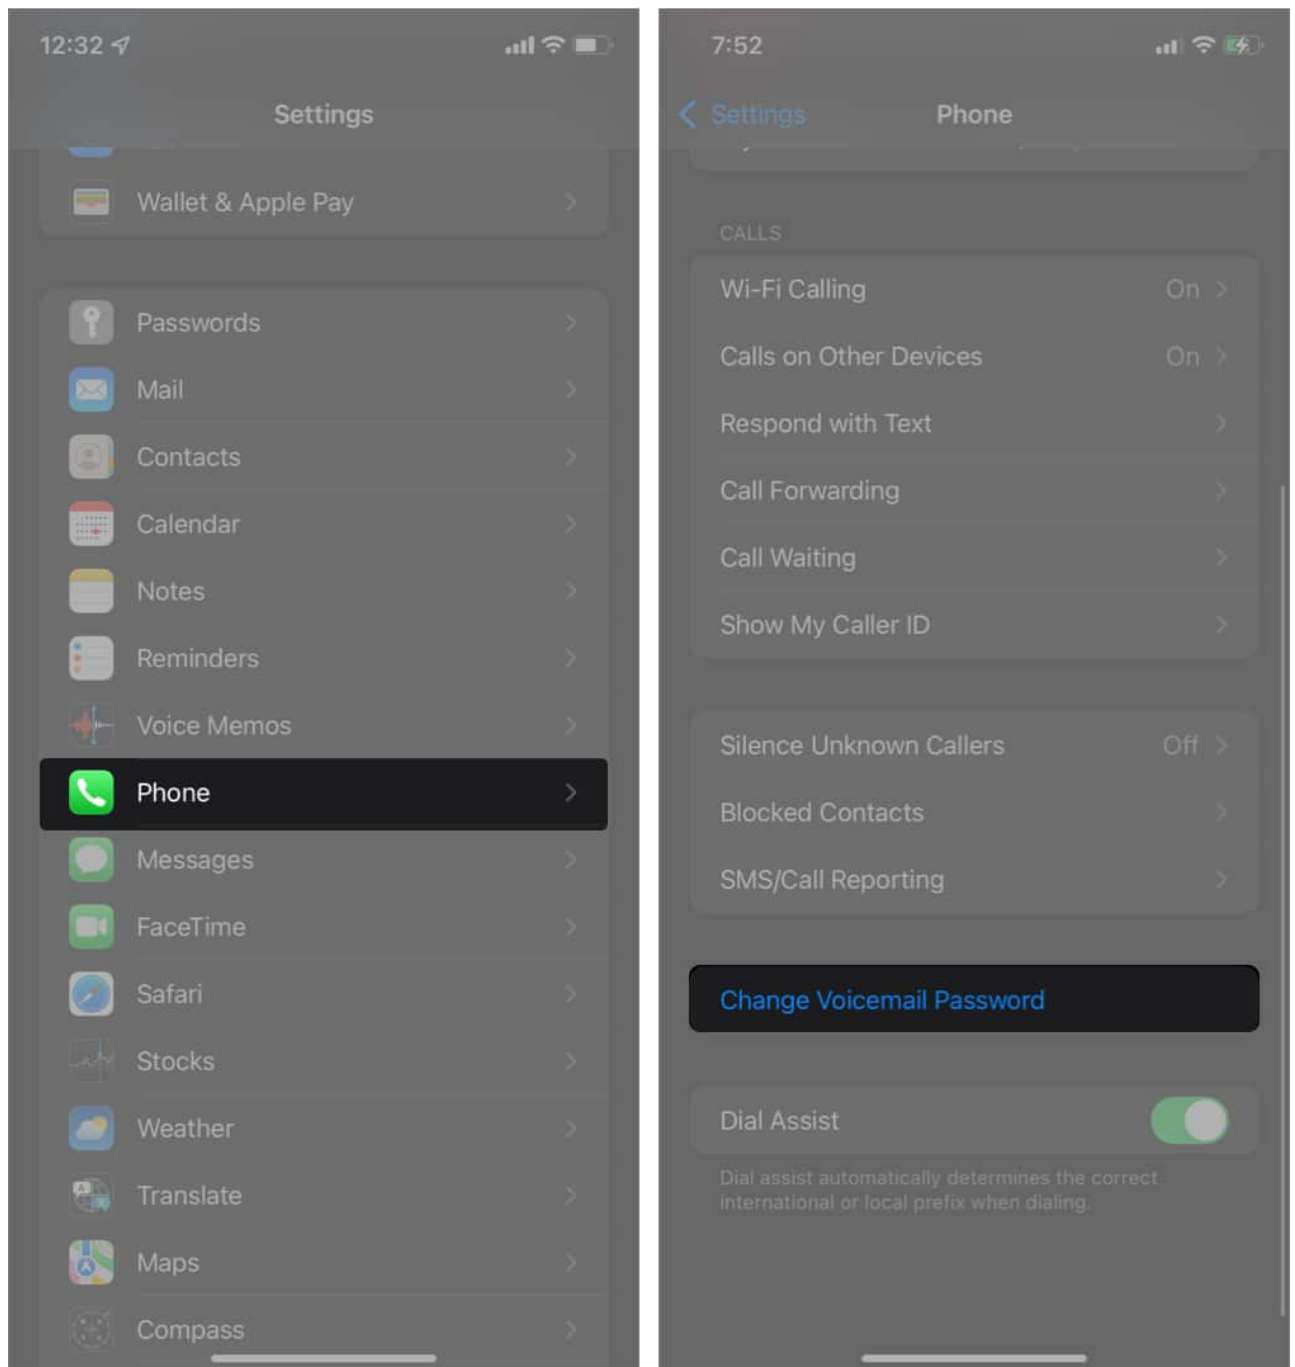 12:32
Settings
Wallet & Apple Pay
Passwords
Mail
Contacts
Calendar
Notes
Reminders
Voice Memos
Phone
Messages
FaceTime
Safari
Stocks
Weather
Translate
Maps
Compass
7:52
Settings Phone
CALLS
Wi-Fi Calling On
Calls on Other Devices On
Respond with Text
Call Forwarding
Call Waiting
Show My Caller ID
Silence Unknown Callers Off
Blocked Contacts
SMS/Call Reporting
Change Voicemail Password
Dial Assist
Dial assist automatically determines the correct
international or local prefix when dialing.